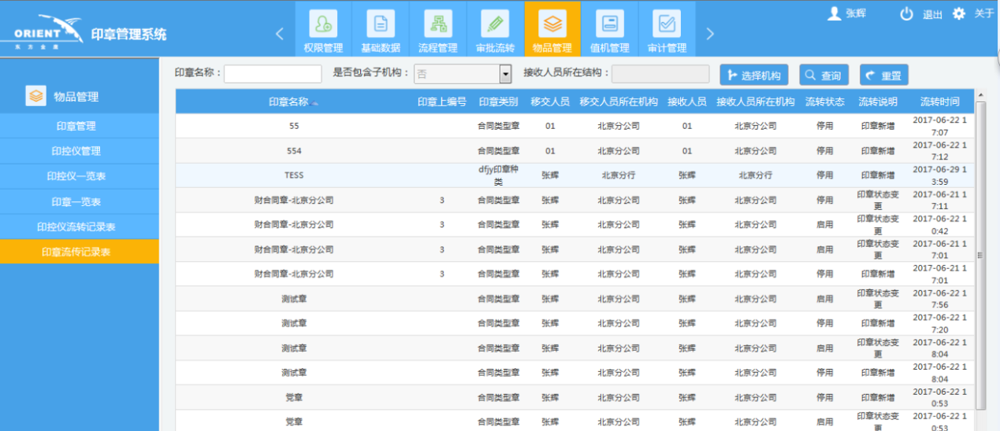 ORIENT
东方金鹰
印章管理系统
权限管理 基础数据 流程管理 审批流转 物品管理 值机管理 审计管理
张辉 退出 关于
物品管理
印章管理
印控仪管理
印控仪一览表
印章一览表
印控仪流转记录表
印章流传记录表
印章名称： 是否包含子机构： 否 接收人员所在结构： 选择机构 查询 重置
印章名称 印章上编号 印章类别 移交人员 移交人员所在机构 接收人员 接收人员所在机构 流转状态 流转说明 流转时间
55 合同类型章 01 北京分公司 01 北京分公司 停用 印章新增 2017-06-22 1
7:07
554 合同类型章 01 北京分公司 01 北京分公司 停用 印章新增 2017-06-22 1
7:12
TESS dfjy印章种 张辉 北京分行 张辉 北京分行 停用 印章新增 2017-06-29 1
类 3:59
财合同章-北京分公司 3 合同类型章 张辉 北京分公司 张辉 北京分公司 停用 印章状态变 2017-06-21 1
更 7:11
财合同章-北京分公司 3 合同类型章 张辉 北京分公司 张辉 北京分公司 启用 印章状态变 2017-06-22 1
更 0:42
财合同章-北京分公司 3 合同类型章 张辉 北京分公司 张辉 北京分公司 启用 印章状态变 2017-06-21 1
更 7:01
财合同章-北京分公司 3 合同类型章 张辉 北京分公司 张辉 北京分公司 停用 印章新增 2017-06-21 1
7:01
测试章 合同类型章 张辉 北京分公司 张辉 北京分公司 启用 印章状态变 2017-06-22 1
更 7:56
测试章 合同类型章 张辉 北京分公司 张辉 北京分公司 停用 印章新增 2017-06-22 1
7:20
测试章 合同类型章 张辉 北京分公司 张辉 北京分公司 启用 印章状态变 2017-06-22 1
更 8:04
测试章 合同类型章 张辉 北京分公司 张辉 北京分公司 停用 印章新增 2017-06-22 1
8:04
党章 合同类型章 张辉 北京分公司 张辉 北京分公司 停用 印章新增 2017-06-22 1
0:53
党章 合同类型章 张辉 北京分公司 张辉 北京分公司 启用 印章状态变 2017-06-22 1
更 0:53